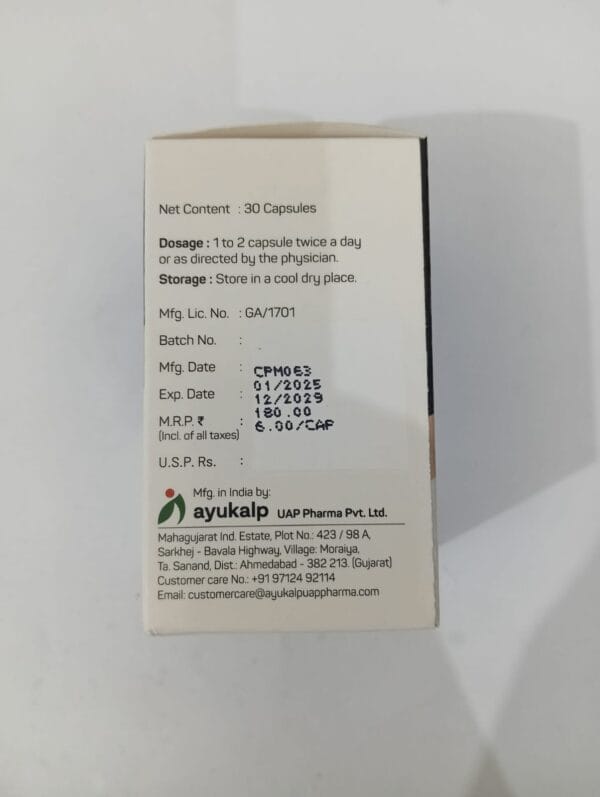 Net Content : 30 Capsules
Dosage : 1 to 2 capsule twice a day
or as directed by the physician.
Storage : Store in a cool dry place.
Mfg. Lic. No. : GA/1701
Batch No. :
Mfg. Date : CPM063
01/2025
Exp. Date : 12/2029
180.00
M.R.P. ₹ : 6.00/CAP
(Incl. of all taxes)
U.S.P. Rs. :
Mfg. in India by:
ayukalp UAP Pharma Pvt. Ltd.
Mahagujarat Ind. Estate, Plot No.: 423 / 98 A,
Sarkhej - Bavala Highway, Village: Moraiya,
Ta. Sanand, Dist.: Ahmedabad - 382 213. (Gujarat)
Customer care No.: +91 97124 92114
Email: customercare@ayukalpuappharma.com